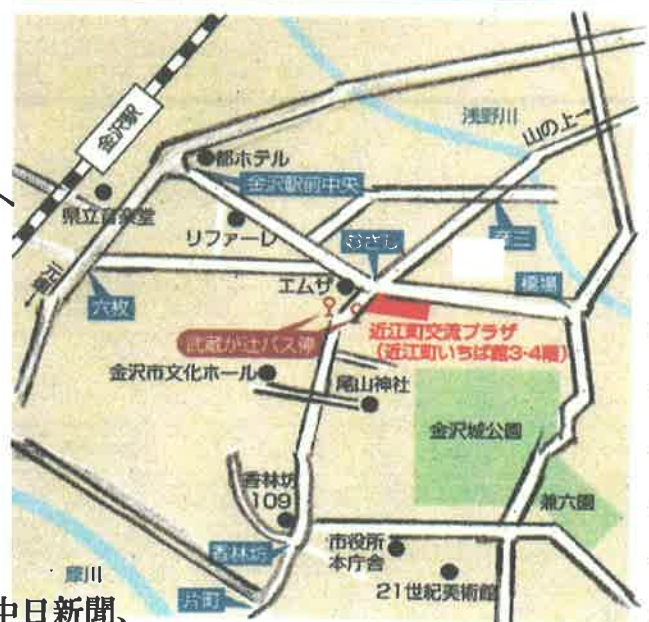 金沢駅
浅野川
山の上→
都ホテル
金沢駅前中央
県立音楽堂
リファーレ
むさし
彦三
元菊
エムザ
橋場
六枚
武蔵が辻バス停
近江町交流プラザ
(近江町いちば館3・4階)
金沢市文化ホール
尾山神社
金沢城公園
香林坊
109
兼六園
香林坊
市役所
本庁舎
21世紀美術館
犀川
片町
中日新聞、